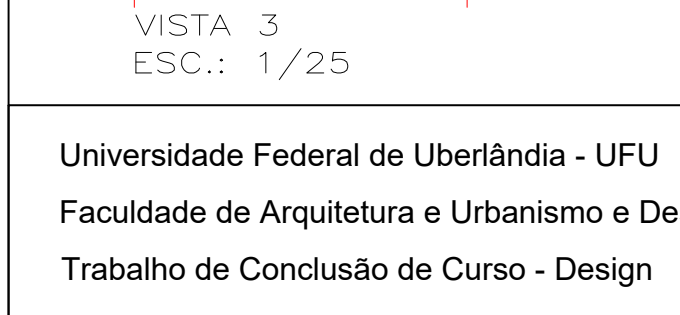 VISTA 3
ESC.: 1/25
Universidade Federal de Uberlândia - UFU
Faculdade de Arquitetura e Urbanismo e De
Trabalho de Conclusão de Curso - Design